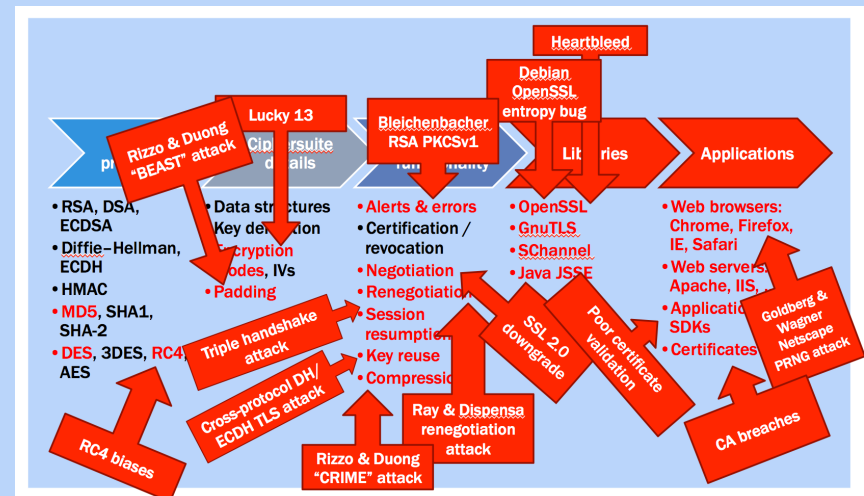 Heartbleed
Debian
OpenSSL
entropy bug
Lucky 13
Bleichenbacher
RSA PKCSv1
Rizzo & Duong
"BEAST" attack
Ciphersuite
details
Libraries
Applications
• RSA, DSA,
ECDSA
• Diffie–Hellman,
ECDH
• HMAC
• MD5, SHA1,
SHA-2
• DES, 3DES, RC4,
AES
• Data structures
Key derivation
Encryption
modes, IVs
• Padding
• Alerts & errors
• Certification /
revocation
• Negotiation
• Renegotiation
• Session
resumption
• Key reuse
• Compression
• OpenSSL
• GnuTLS
• SChannel
• Java JSSE
• Web browsers:
Chrome, Firefox,
IE, Safari
• Web servers:
Apache, IIS,
• Application
SDKs
• Certificates
Triple handshake
attack
Cross-protocol DH/
ECDH TLS attack
RC4 biases
Rizzo & Duong
"CRIME" attack
Ray & Dispensa
renegotiation
attack
SSL 2.0
downgrade
Poor certificate
validation
Goldberg &
Wagner
Netscape
PRNG attack
CA breaches